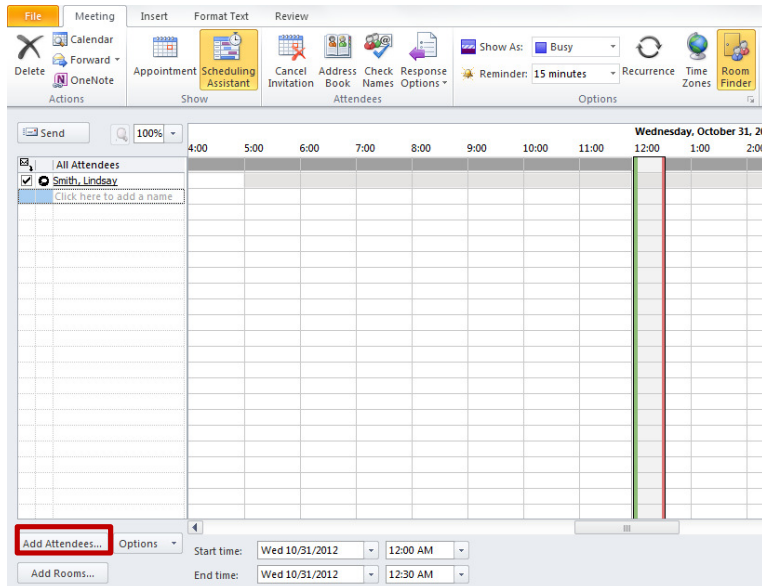 File Meeting Insert Format Text Review
Calendar
Forward
OneNote
Delete
Actions
Appointment Scheduling Assistant
Show
Cancel Invitation
Address Book
Check Names
Response Options
Attendees
Show As: Busy
Reminder: 15 minutes
Recurrence
Time Zones
Room Finder
Options
Send 100%
Wednesday, October 31, 2
4:00 5:00 6:00 7:00 8:00 9:00 10:00 11:00 12:00 1:00 2:00
All Attendees
Smith, Lindsay
Click here to add a name
Add Attendees... Options
Start time: Wed 10/31/2012 12:00 AM
Add Rooms...
End time: Wed 10/31/2012 12:30 AM